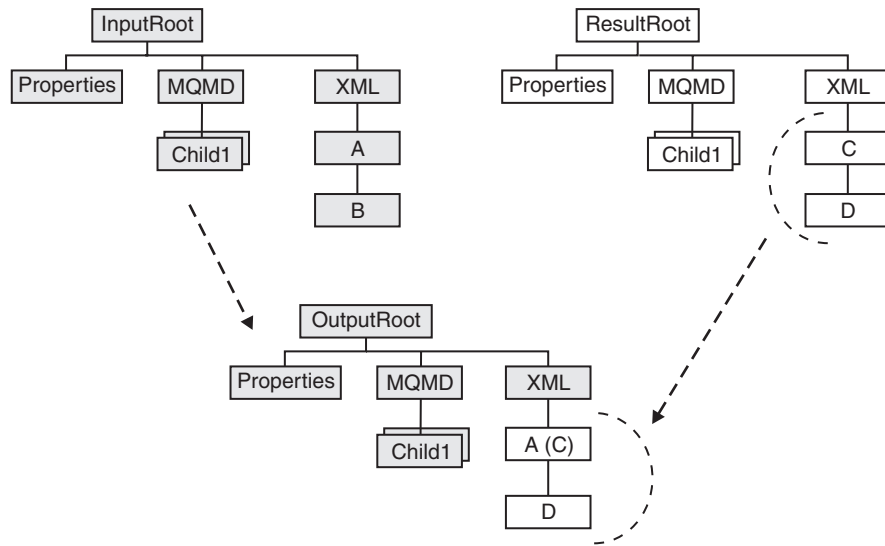 InputRoot
Properties
MQMD
XML
Child1
A
B
ResultRoot
Properties
MQMD
XML
Child1
C
D
OutputRoot
Properties
MQMD
XML
Child1
A (C)
D